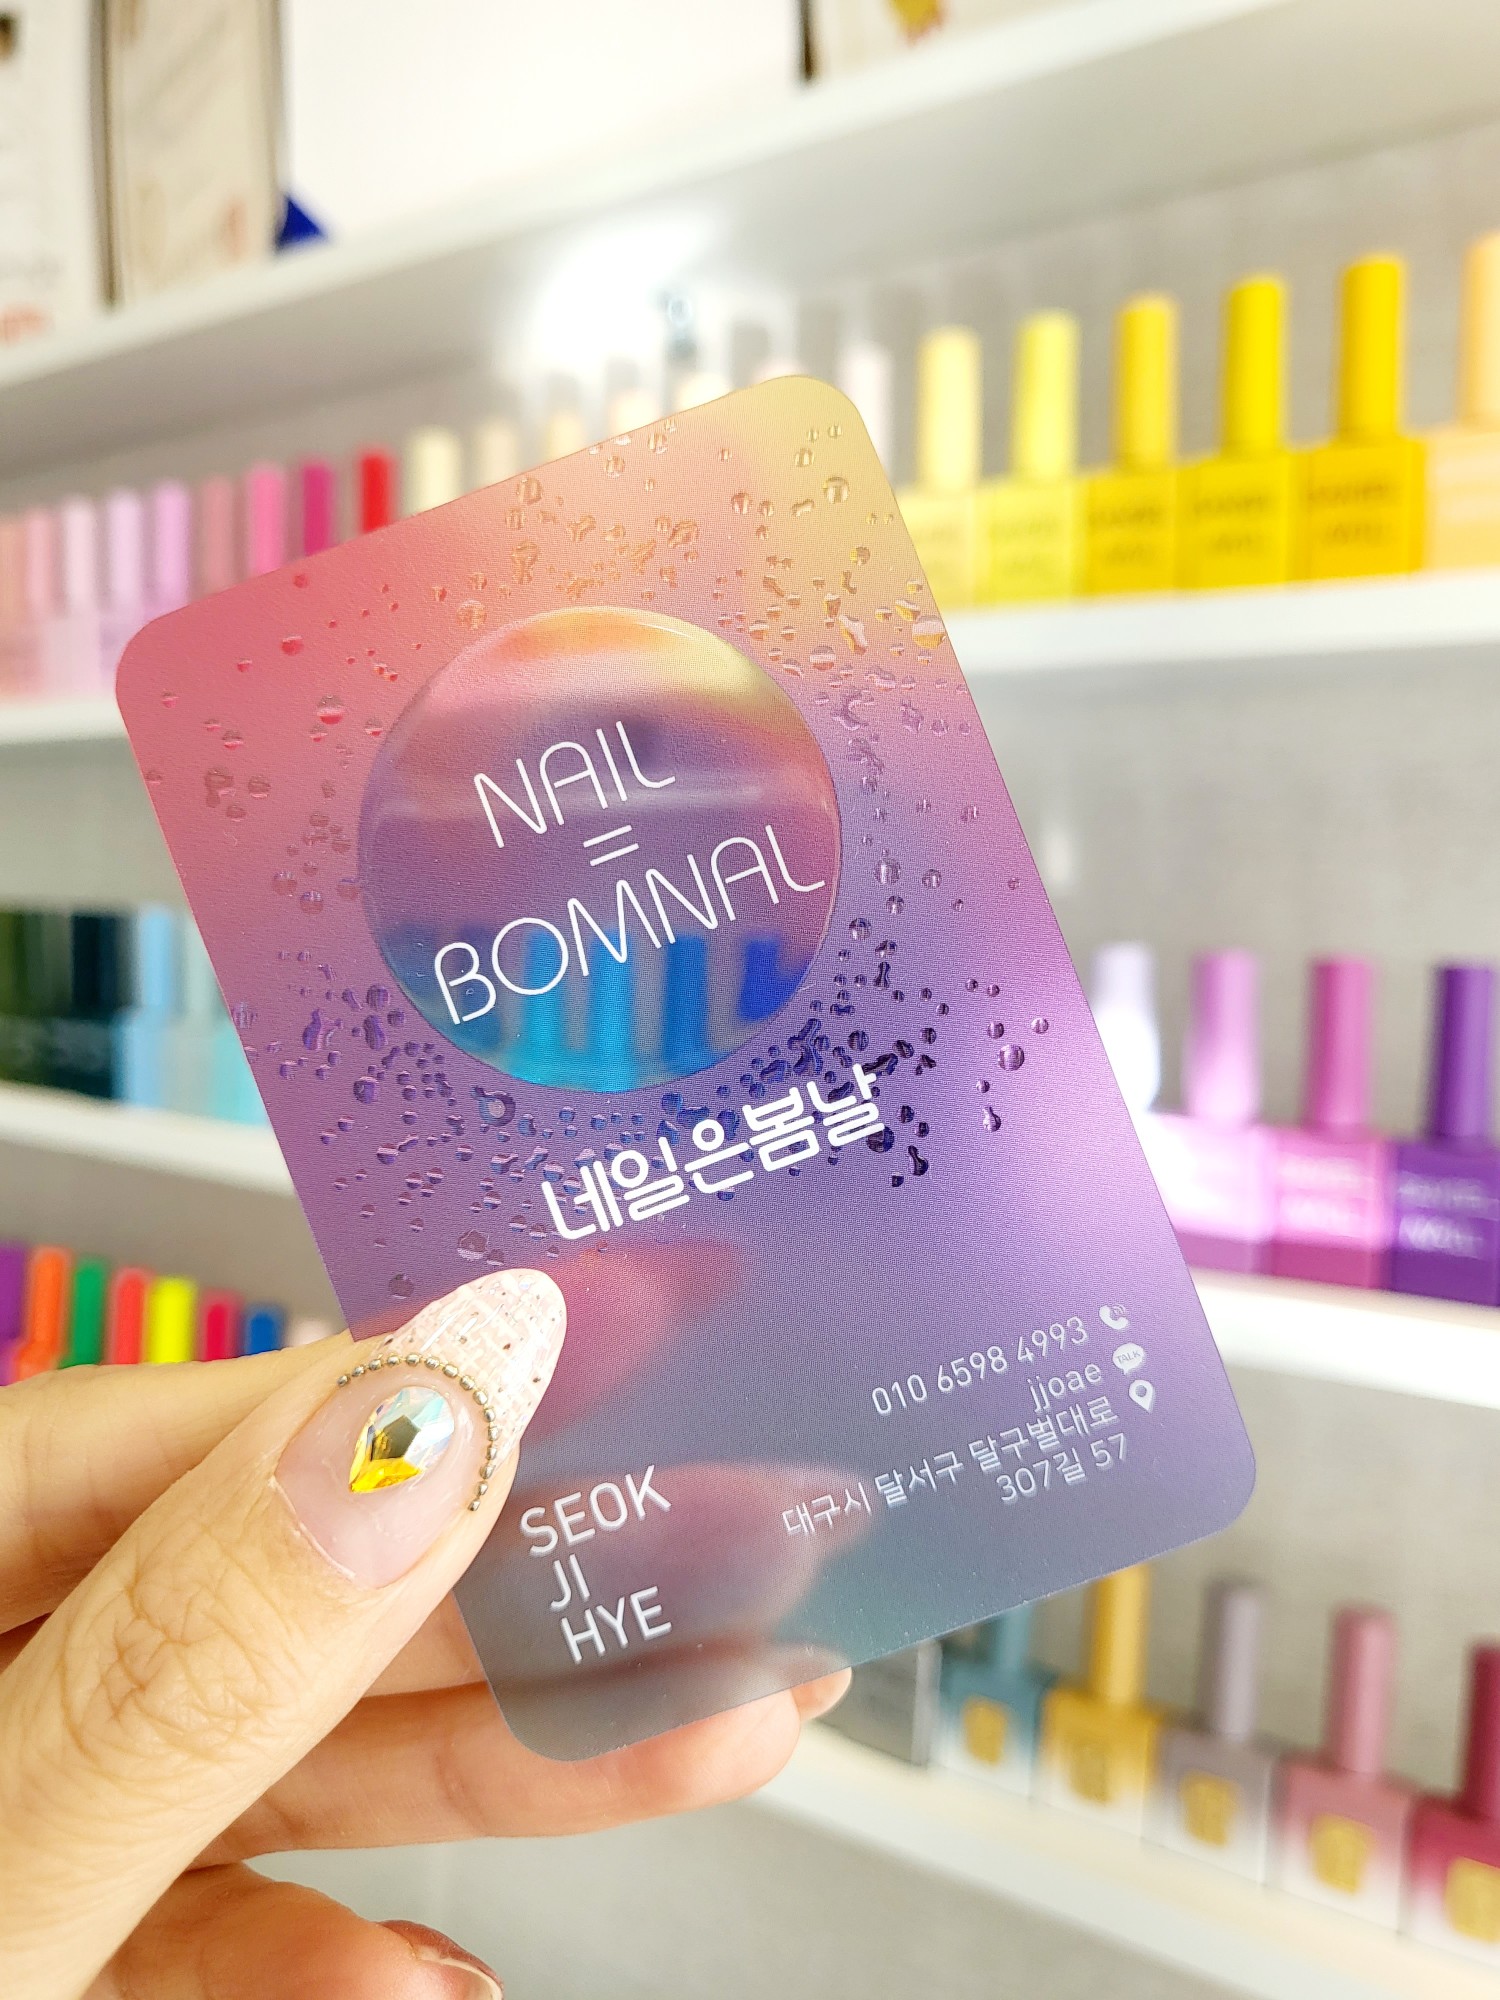 NAIL
=
BOMNAL
네일은봄날
010 6598 4993
TALK
jjoae
대구시 달서구 달구벌대로
307길 57
SEOK
JI
HYE